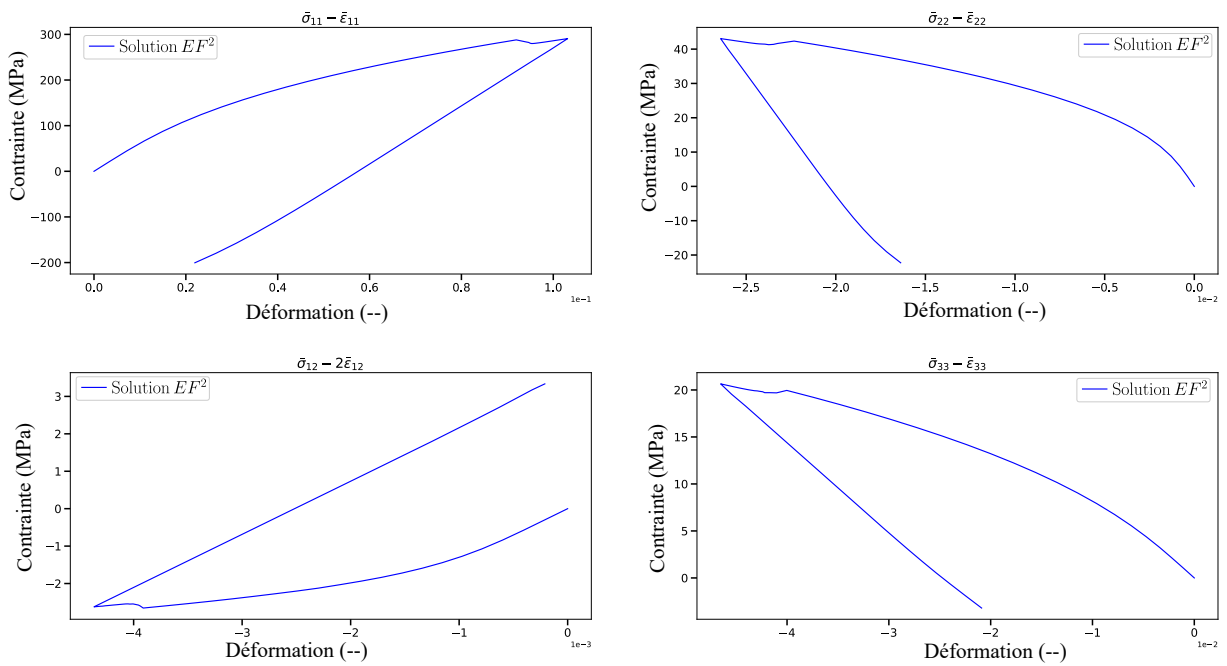 σ̄₁₁ − ε̄₁₁
Solution EF²
Contrainte (MPa)
300
200
100
0
−100
−200
0.0 0.2 0.4 0.6 0.8 1.0
1e−1
Déformation (--)
σ̄₂₂ − ε̄₂₂
Solution EF²
Contrainte (MPa)
40
30
20
10
0
−10
−20
−2.5 −2.0 −1.5 −1.0 −0.5 0.0
1e−2
Déformation (--)
σ̄₁₂ − 2ε̄₁₂
Solution EF²
Contrainte (MPa)
3
2
1
0
−1
−2
−4 −3 −2 −1 0
1e−3
Déformation (--)
σ̄₃₃ − ε̄₃₃
Solution EF²
Contrainte (MPa)
20
15
10
5
0
−4 −3 −2 −1 0
1e−2
Déformation (--)